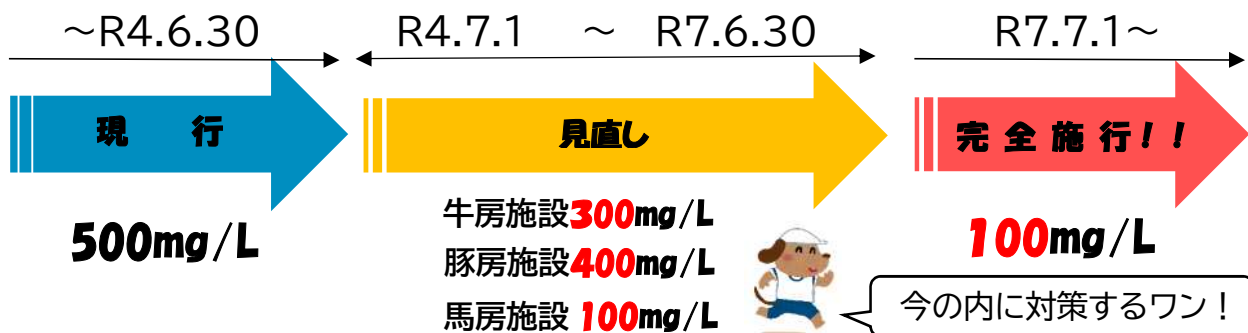 ~R4.6.30
R4.7.1 ~ R7.6.30
R7.7.1~
現 行
見直し
完全施行!!
500mg/L
牛房施設300mg/L
豚房施設400mg/L
馬房施設 100mg/L
100mg/L
今の内に対策するワン!